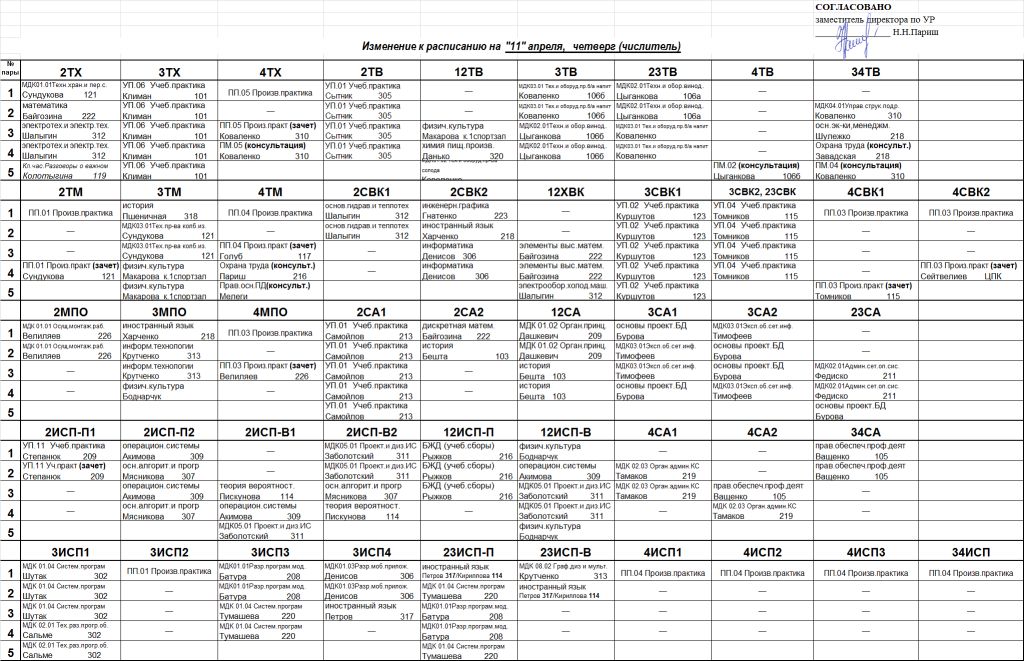 СОГЛАСОВАНО
заместитель директора по УР
Н.Н.Париш
Изменение к расписанию на "11" апреля, четверг (числитель)
№ пары 2ТХ 3ТХ 4ТХ 2ТВ 12ТВ 3ТВ 23ТВ 4ТВ 34ТВ
1 МДК01.01Техн.хран.и пер.с. УП.06 Учеб.практика ПП.05 Произв.практика УП.01 Учеб.практика — МДК03.01 Тех.и оборуд.пр.б/а напит МДК02.01Техн.и обор.винод. — —
Сундукова 121 Климан 101 Сытник 305 Коваленко 106б Цыганкова 106а
2 математика УП.06 Учеб.практика — УП.01 Учеб.практика — МДК03.01 Тех.и оборуд.пр.б/а напит МДК02.01Техн.и обор.винод. — МДК04.01Управ.струк.подр.
Байгозина 222 Климан 101 Сытник 305 Коваленко 106б Цыганкова 106а Коваленко 310
3 электротех.и электр.тех. УП.06 Учеб.практика ПП.05 Произ.практ (зачет) УП.01 Учеб.практика физич.культура МДК02.01Техн.и обор.винод. МДК03.01 Тех.и оборуд.пр.б/а напит — осн.эк-ки,менеджм.
Шалыгин 312 Климан 101 Коваленко 310 Сытник 305 Макарова к.1спортзал Цыганкова 106б Коваленко 106а Шулежко 218
4 электротех.и электр.тех. УП.06 Учеб.практика ПМ.05 (консультация) УП.01 Учеб.практика химия пищ.произв. МДК02.01Техн.и обор.винод. МДК03.01 Тех.и оборуд.пр.б/а напит — Охрана труда (консульт.)
Шалыгин 312 Климан 101 Коваленко 310 Сытник 305 Данько 320 Цыганкова 106б Коваленко Завадская 218
5 Кл.час.Разговоры о важном УП.06 Учеб.практика солода ПМ.02 (консультация) ПМ.04 (консультация)
Колотыгина 119 Климан 101 Коваленко Цыганкова 106б Коваленко 310
2ТМ 3ТМ 4ТМ 2СВК1 2СВК2 12ХВК 3СВК1 3СВК2, 23СВК 4СВК1 4СВК2
1 ПП.01 Произв.практика история ПП.04 Произв.практика основ.гидрав.и теплотех инженерн.графика — УП.02 Учеб.практика УП.04 Учеб.практика ПП.03 Произв.практика ПП.03 Произв.практика
Пшеничная 318 Шалыгин 312 Гнатенко 223 Куршутов 123 Томников 115
2 — МДК03.01Тех.пр-ва колб.из. — основ.гидрав.и теплотех иностранный язык — УП.02 Учеб.практика УП.04 Учеб.практика — —
Сундукова 121 Шалыгин 312 Харченко 218 Куршутов 123 Томников 115
3 — МДК03.01Тех.пр-ва колб.из. ПП.04 Произ.практ (зачет) — информатика элементы выс.матем. УП.02 Учеб.практика УП.04 Учеб.практика — —
Сундукова 121 Голуб 117 Денисов 306 Байгозина 222 Куршутов 123 Томников 115
4 ПП.01 Произ.практ (зачет) физич.культура Охрана труда (консульт.) — информатика элементы выс.матем. УП.02 Учеб.практика УП.04 Учеб.практика — ПП.03 Произ.практ (зачет)
Сундукова 121 Макарова к.1спортзал Париш 216 Денисов 306 Байгозина 222 Куршутов 123 Томников 115 Сейтвелиев ЦПК
5 физич.культура Прав.осн.ПД(консульт.) электрообор.холод.маш. УП.02 Учеб.практика УП.04 Учеб.практика ПП.03 Произ.практ (зачет)
Макарова к.1спортзал Мелеги Шалыгин 312 Куршутов 123 Томников 115 Томников 115
2МПО 3МПО 4МПО 2СА1 2СА2 12СА 3СА1 3СА2 23СА
1 МДК 01.01 Осущ.монтаж.раб. иностранный язык ПП.03 Произв.практика УП.01 Учеб.практика дискретная матем. МДК 01.02 Орган.принц. основы проект.БД МДК03.01Эксп.об.сет.инф. —
Велиляев 226 Харченко 218 Самойлов 213 Байгозина 222 Дашкевич 209 Бурова Тимофеев
2 МДК 01.01 Осущ.монтаж.раб. информ.технологии — УП.01 Учеб.практика история МДК 01.02 Орган.принц. МДК03.01Эксп.об.сет.инф. основы проект.БД —
Велиляев 226 Крутченко 313 Самойлов 213 Бешта 103 Дашкевич 209 Тимофеев Бурова
3 — информ.технологии ПП.03 Произ.практ (зачет) УП.01 Учеб.практика — история МДК03.01Эксп.об.сет.инф. основы проект.БД МДК02.01Админ.сет.оп.сис.
Крутченко 313 Велиляев 226 Самойлов 213 Бешта 103 Тимофеев Бурова Федиско 211
4 — физич.культура — УП.01 Учеб.практика — история основы проект.БД МДК03.01Эксп.об.сет.инф. МДК02.01Админ.сет.оп.сис.
Боднарчук Самойлов 213 Бешта 103 Бурова Тимофеев Федиско 211
5 УП.01 Учеб.практика основы проект.БД
Самойлов 213 Бурова
2ИСП-П1 2ИСП-П2 2ИСП-В1 2ИСП-В2 12ИСП-П 12ИСП-В 4СА1 4СА2 34СА
1 УП.11 Учеб.практика операцион.системы — МДК05.01 Проект.и диз.ИС БЖД (учеб.сборы) физич.культура — — прав.обеспеч.проф.деят
Степанюк 209 Акимова 309 Заболотский 311 Рыжков 216 Боднарчук Ващенко 105
2 УП.11 Уч.практ (зачет) осн.алгорит.и прогр — МДК05.01 Проект.и диз.ИС БЖД (учеб.сборы) операцион.системы МДК 02.03 Орган.админ.КС — прав.обеспеч.проф.деят
Степанюк 209 Мясникова 307 Заболотский 311 Рыжков 216 Акимова 309 Тамаков 219 Ващенко 105
3 — операцион.системы теория вероятност. осн.алгорит.и прогр БЖД (учеб.сборы) МДК05.01 Проект.и диз.ИС МДК 02.03 Орган.админ.КС прав.обеспеч.проф.деят —
Акимова 309 Пискунова 114 Мясникова 307 Рыжков 216 Заболотский 311 Тамаков 219 Ващенко 105
4 — осн.алгорит.и прогр операцион.системы теория вероятност. — МДК05.01 Проект.и диз.ИС — МДК 02.03 Орган.админ.КС —
Мясникова 307 Акимова 309 Пискунова 114 Заболотский 311 Тамаков 219
5 МДК05.01 Проект.и диз.ИС физич.культура
Заболотский 311 Боднарчук
3ИСП1 3ИСП2 3ИСП3 3ИСП4 23ИСП-П 23ИСП-В 4ИСП1 4ИСП2 4ИСП3 34ИСП
1 МДК 01.04 Систем.програм ПП.01 Произв.практика МДК01.01Разр.програм.мод. МДК01.03Разр.моб.прилож. иностранный язык МДК 08.02 Граф.диз и мульт. ПП.04 Произв.практика ПП.04 Произв.практика ПП.04 Произв.практика ПП.04 Произв.практика
Шутак 302 Батура 208 Денисов 306 Петров 317/Кириллова 114 Крутченко 313
2 МДК 01.04 Систем.програм — МДК01.01Разр.програм.мод. МДК01.03Разр.моб.прилож. МДК 01.04 Систем.програм иностранный язык — — — —
Шутак 302 Батура 208 Денисов 306 Тумашева 220 Петров 317/Кириллова 114
3 МДК 01.04 Систем.програм — МДК 01.04 Систем.програм иностранный язык МДК01.01Разр.програм.мод. — — — — —
Шутак 302 Тумашева 220 Петров 317 Батура 208
4 МДК 02.01 Тех.раз.прогр.об. — МДК 01.04 Систем.програм — МДК01.01Разр.програм.мод. — — — — —
Сальме 302 Тумашева 220 Батура 208
5 МДК 02.01 Тех.раз.прогр.об. МДК 01.04 Систем.програм
Сальме 302 Тумашева 220